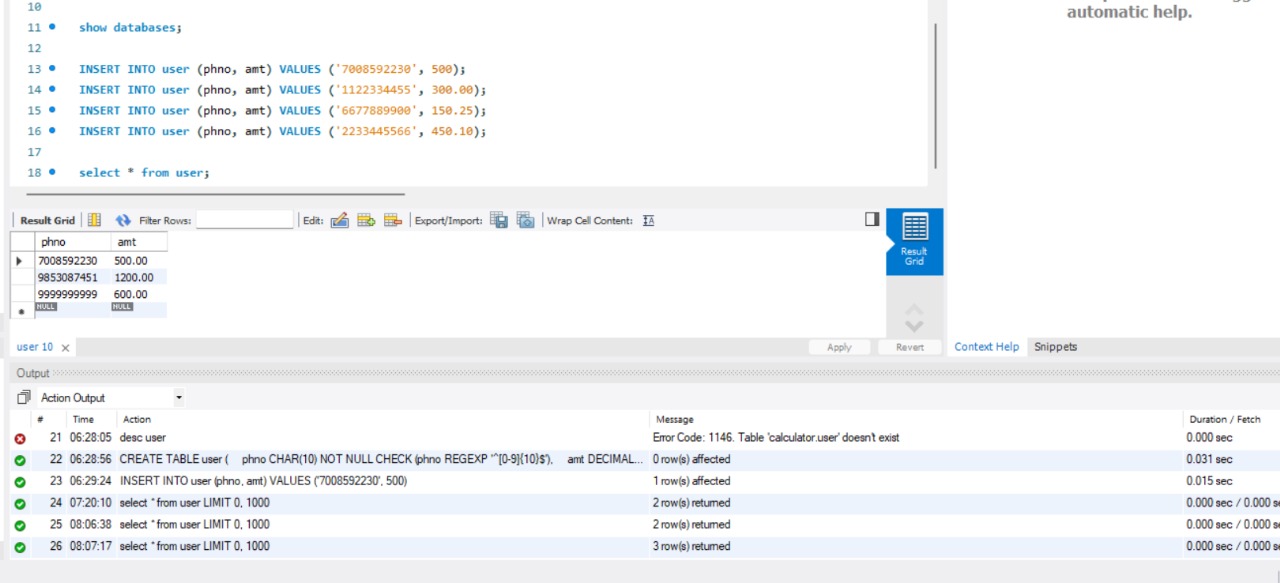 automatic help.
10
11 show databases;
12
13 INSERT INTO user (phno, amt) VALUES ('7008592230', 500);
14 INSERT INTO user (phno, amt) VALUES ('1122334455', 300.00);
15 INSERT INTO user (phno, amt) VALUES ('6677889900', 150.25);
16 INSERT INTO user (phno, amt) VALUES ('2233445566', 450.10);
17
18 select * from user;
Result Grid Filter Rows: Edit: Export/Import: Wrap Cell Content: IA
Result
Grid
phno amt
7008592230 500.00
9853087451 1200.00
9999999999 600.00
NULL NULL
user 10 Apply Revert Context Help Snippets
Output
Action Output
# Time Action Message Duration / Fetch
21 06:28:05 desc user Error Code: 1146. Table 'calculator.user' doesn't exist 0.000 sec
22 06:28:56 CREATE TABLE user ( phno CHAR(10) NOT NULL CHECK (phno REGEXP '^[0-9]{10}$'), amt DECIMAL... 0 row(s) affected 0.031 sec
23 06:29:24 INSERT INTO user (phno, amt) VALUES ('7008592230', 500) 1 row(s) affected 0.015 sec
24 07:20:10 select * from user LIMIT 0, 1000 2 row(s) returned 0.000 sec / 0.000 se
25 08:06:38 select * from user LIMIT 0, 1000 2 row(s) returned 0.000 sec / 0.000 se
26 08:07:17 select * from user LIMIT 0, 1000 3 row(s) returned 0.000 sec / 0.000 se